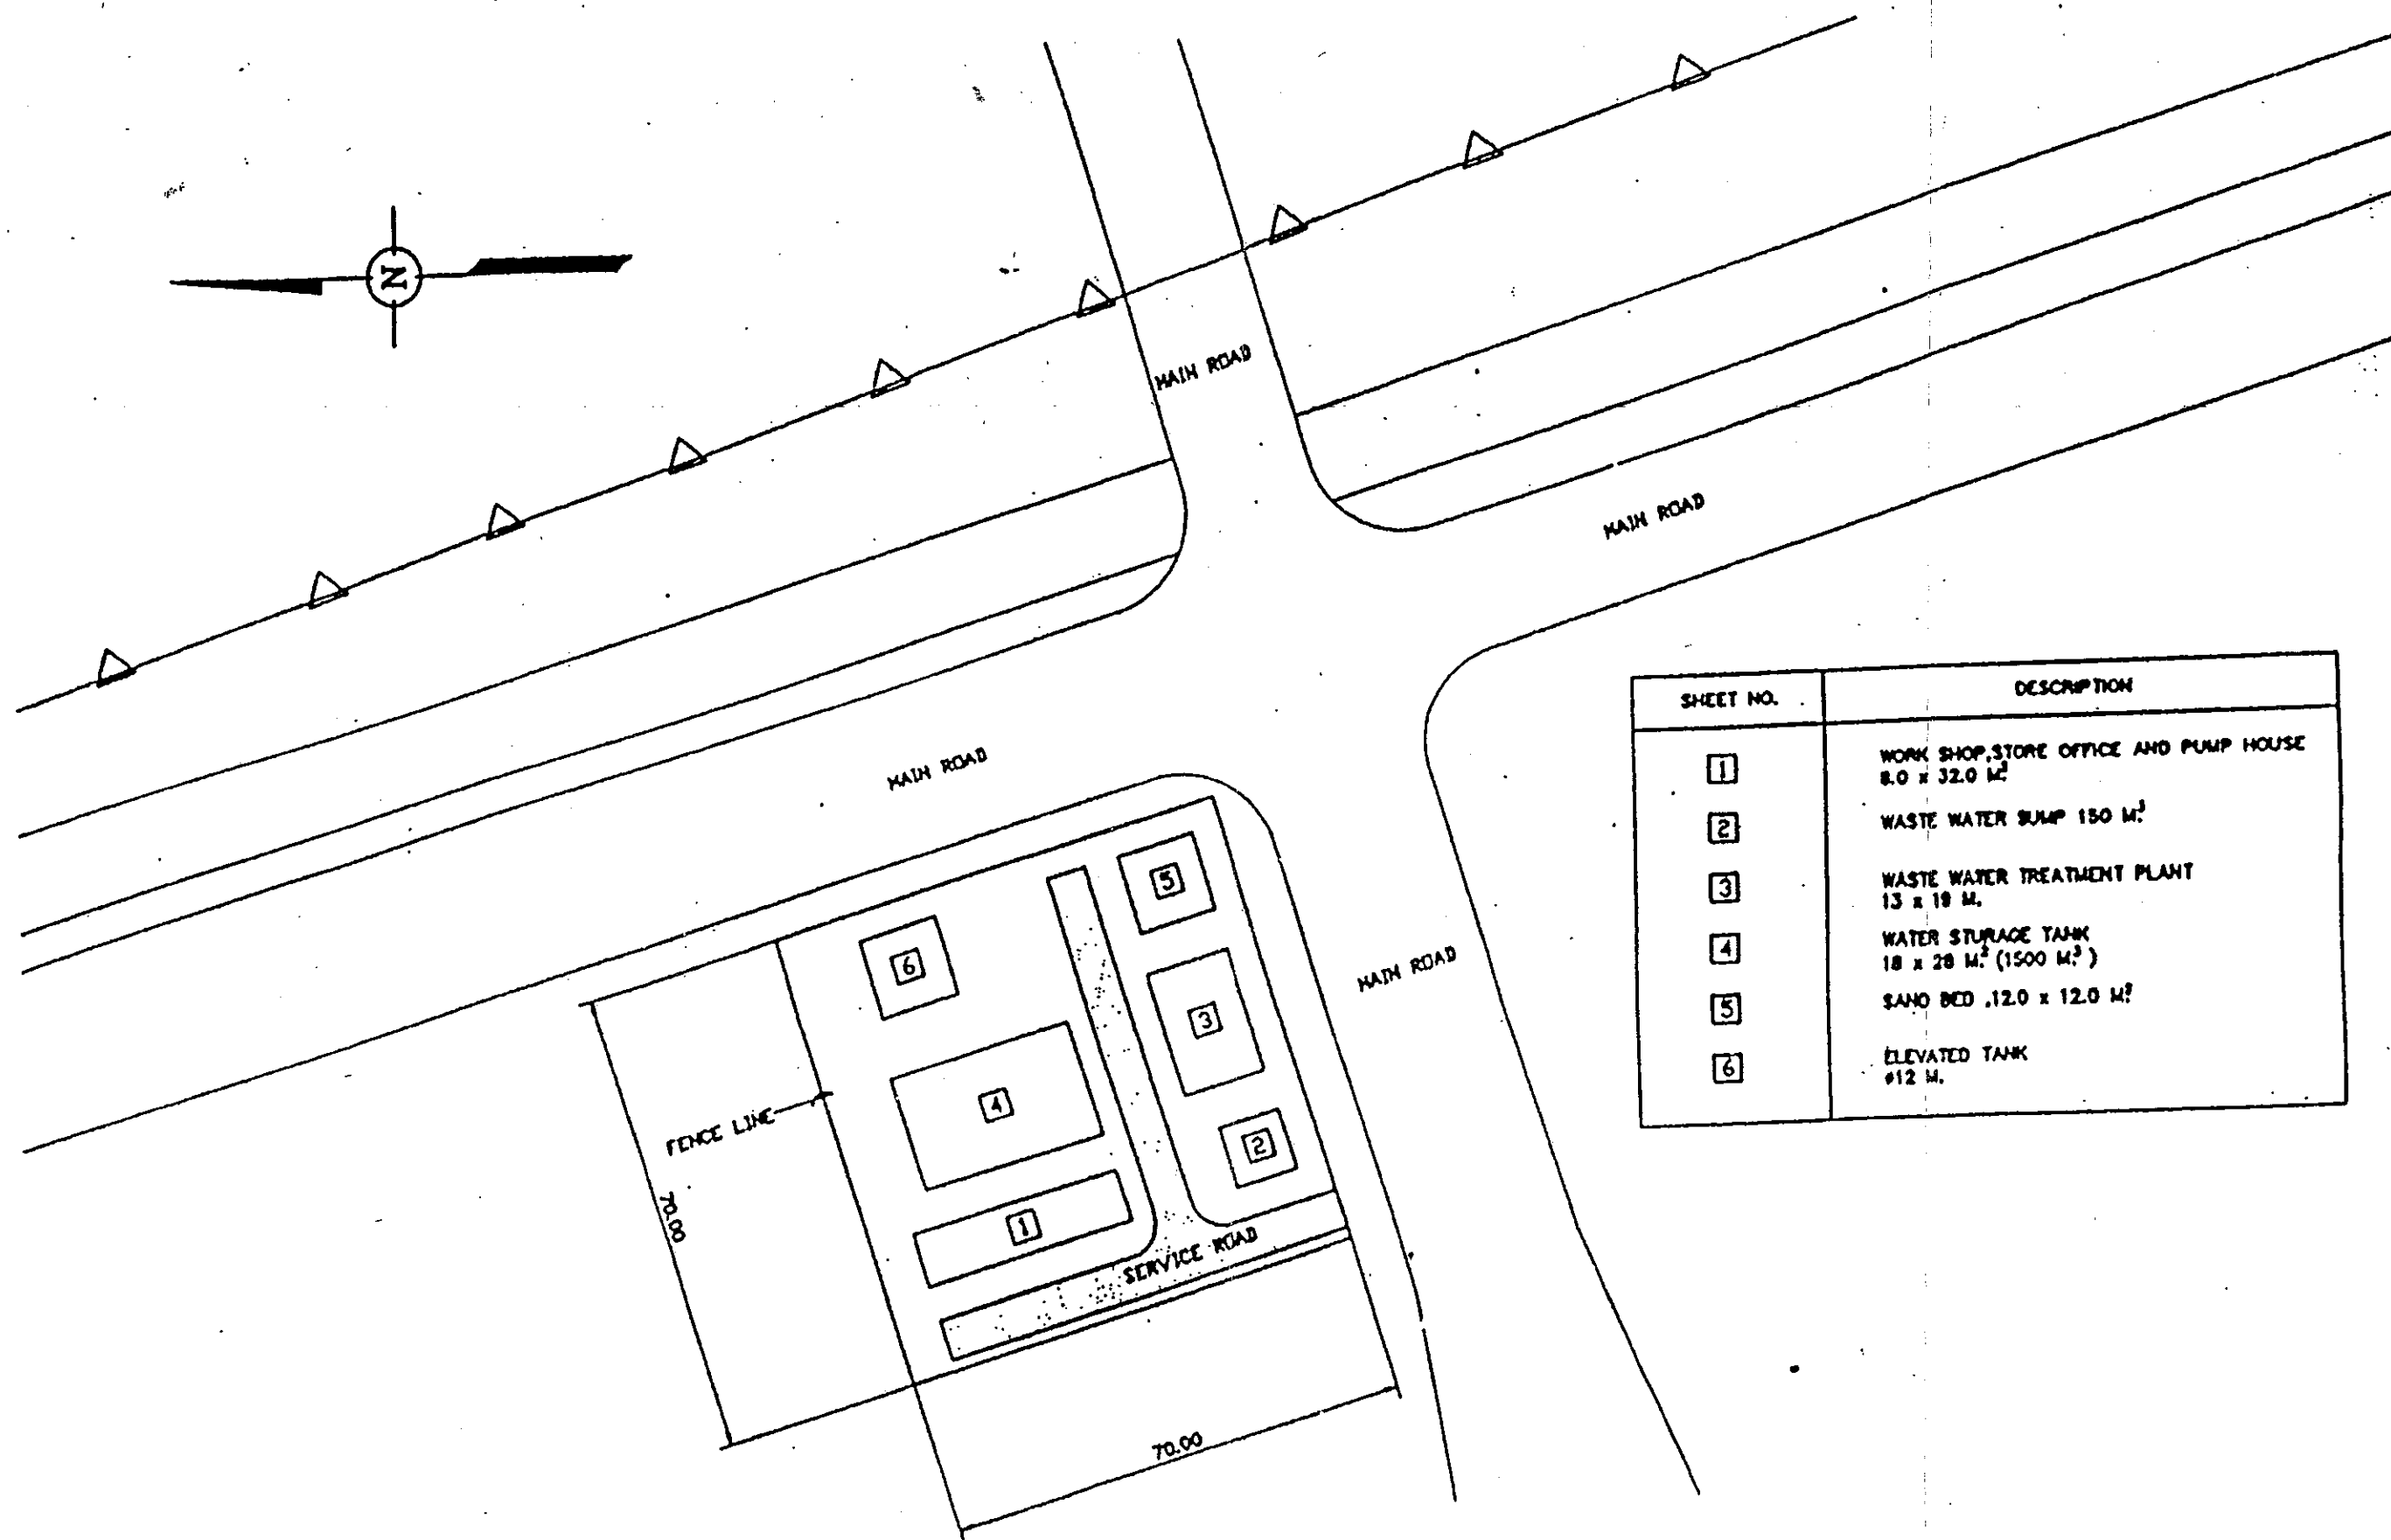 N
MAIN ROAD
MAIN ROAD
MAIN ROAD
MAIN ROAD
FENCE LINE
70.00
70.00
SERVICE ROAD
5
6
3
4
2
1
SHEET NO.
DESCRIPTION
1
WORK SHOP,STORE OFFICE AND PUMP HOUSE
8.0 x 32.0 M.²
2
WASTE WATER SUMP 150 M.³
3
WASTE WATER TREATMENT PLANT
13 x 19 M.
4
WATER STURAGE TANK
18 x 28 M.² (1500 M.³)
5
SAND BED ,12.0 x 12.0 M.²
6
ELEVATED TANK
ø12 M.